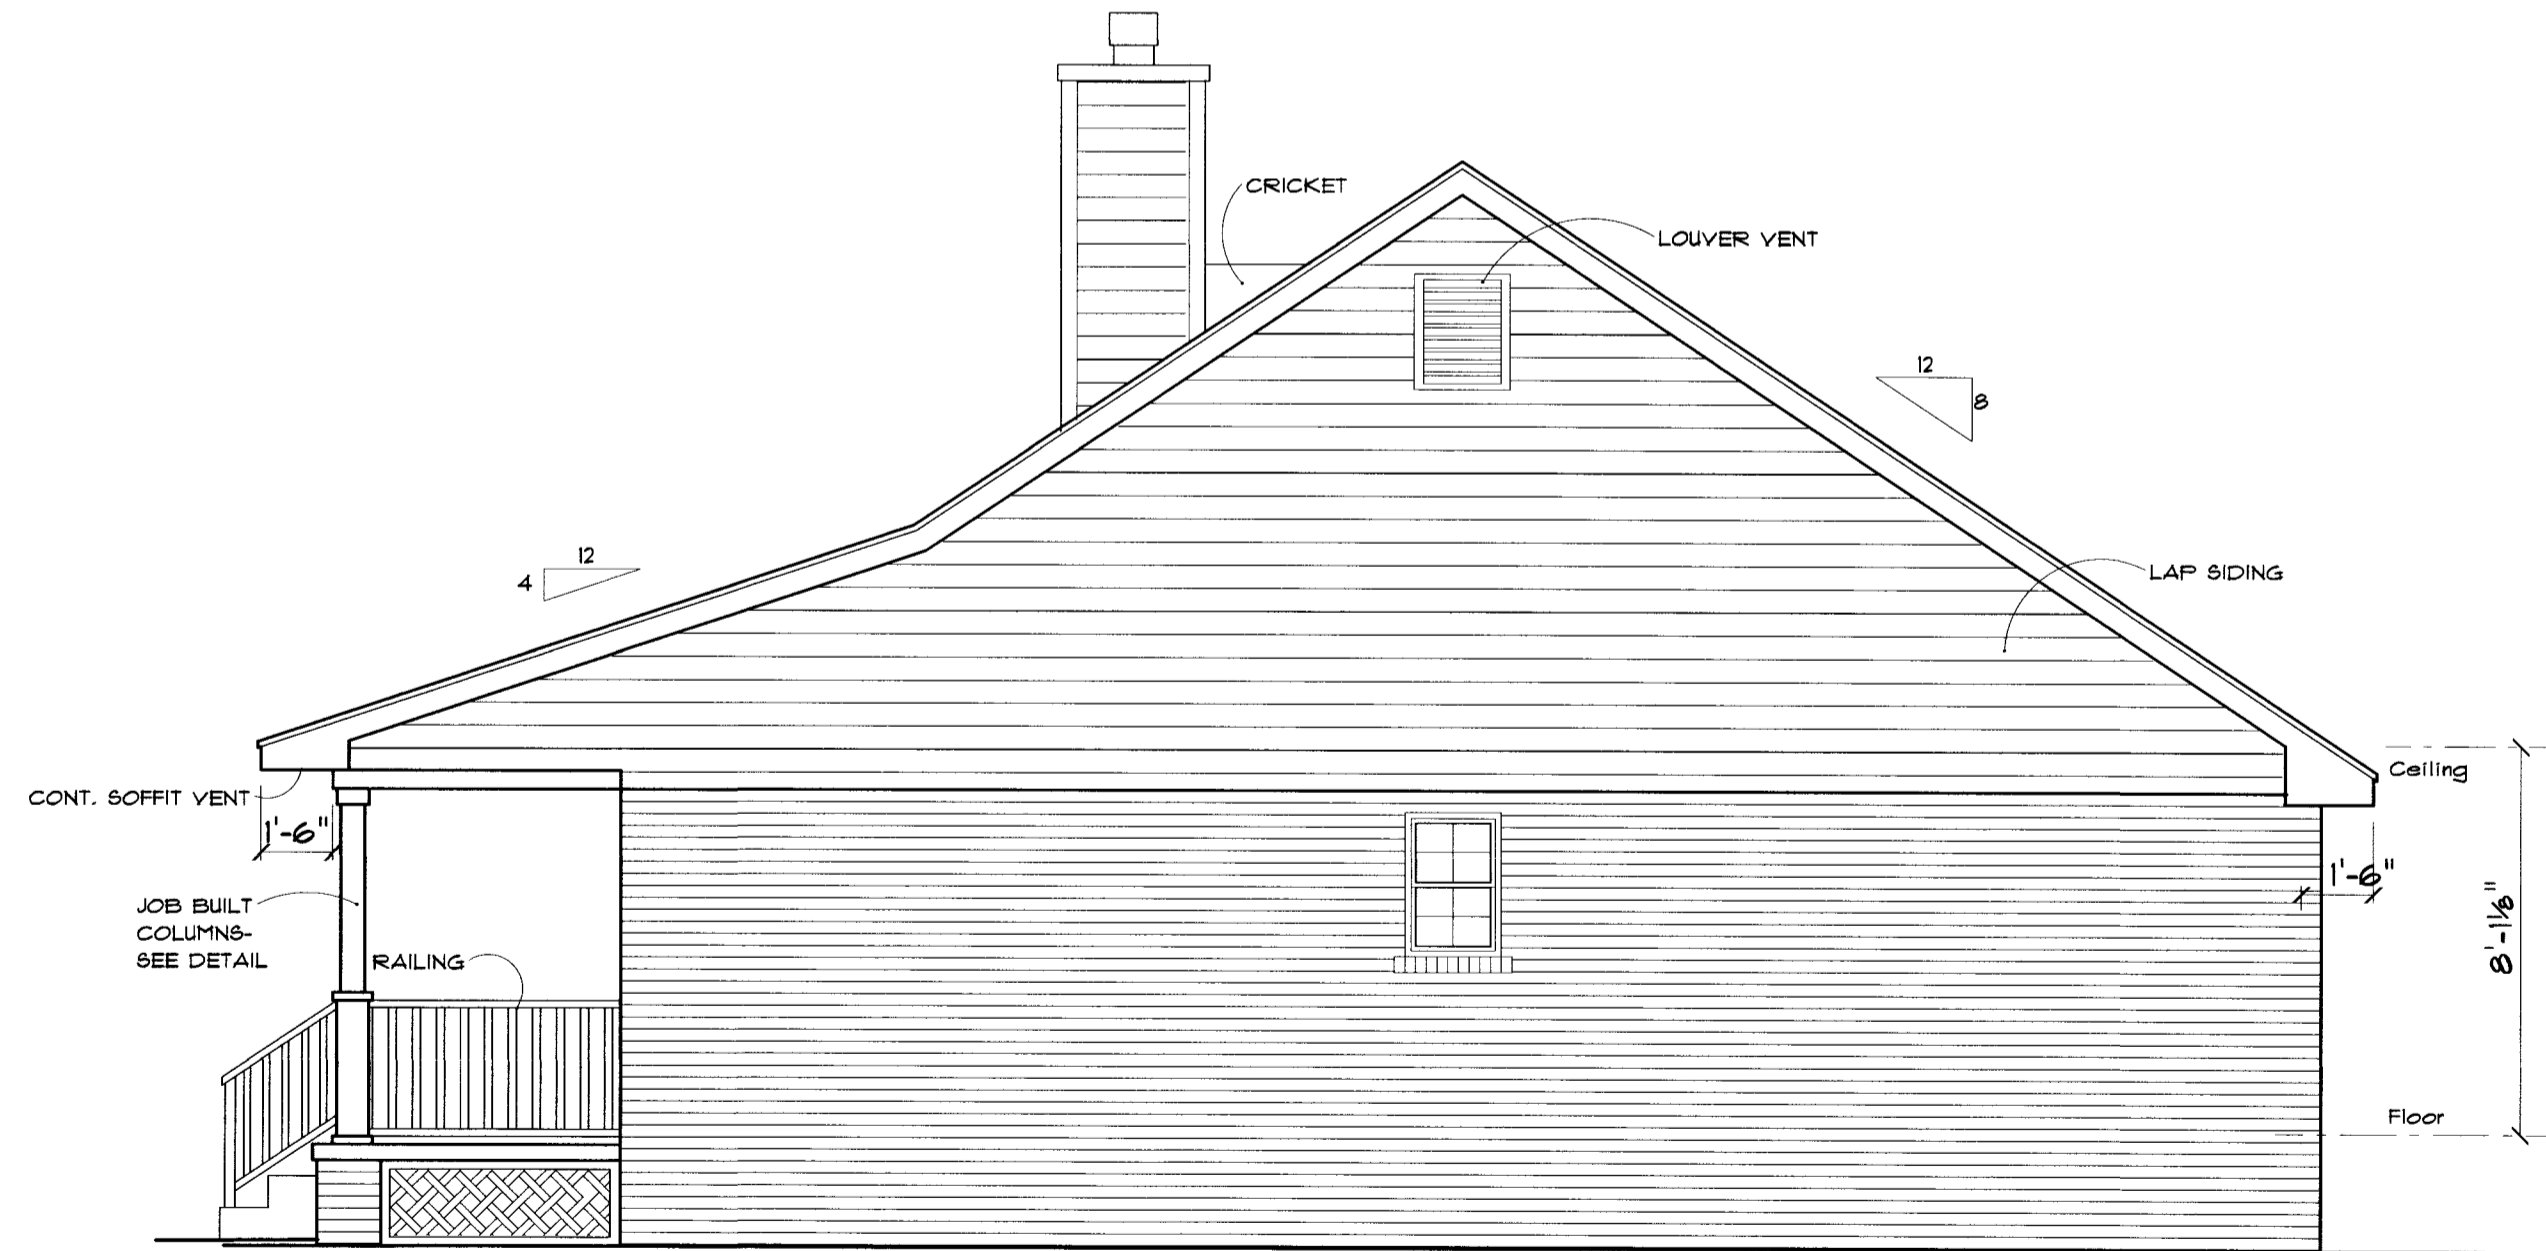 CRICKET
LOUVER VENT
12
8
12
4
LAP SIDING
Ceiling
CONT. SOFFIT VENT
1'-6"
1'-6"
JOB BUILT
COLUMNS-
SEE DETAIL
RAILING
8'-1⅛"
Floor